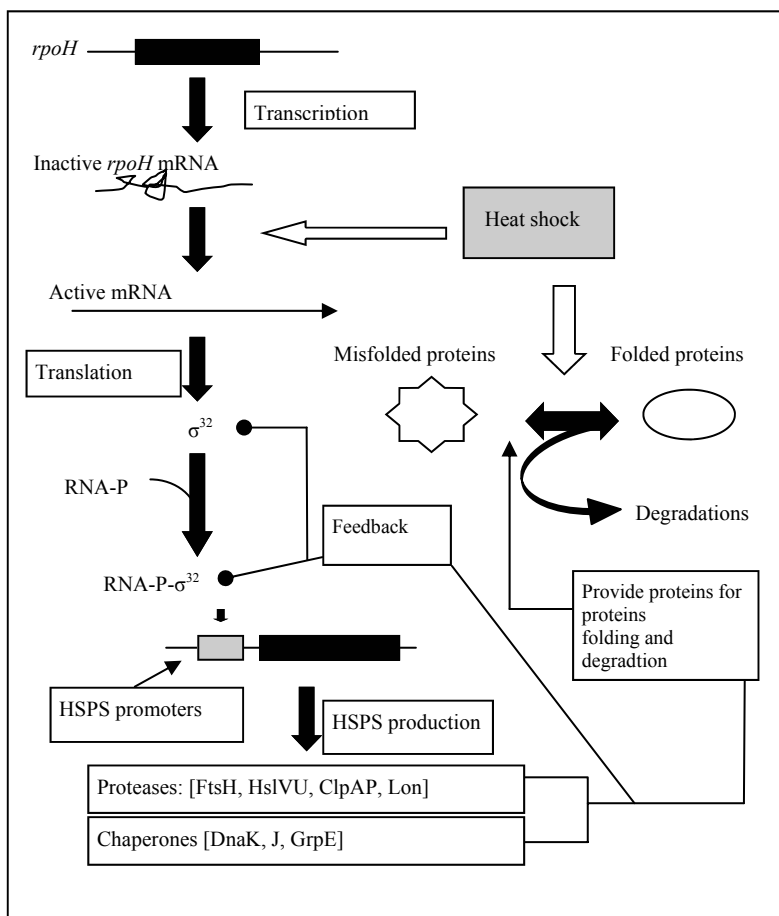 rpoH
Transcription
Inactive rpoH mRNA
Heat shock
Active mRNA
Misfolded proteins
Folded proteins
Translation
σ32
RNA-P
Degradations
Feedback
RNA-P-σ32
Provide proteins for
proteins
folding and
degradtion
HSPS promoters
HSPS production
Proteases: [FtsH, HslVU, ClpAP, Lon]
Chaperones [DnaK, J, GrpE]